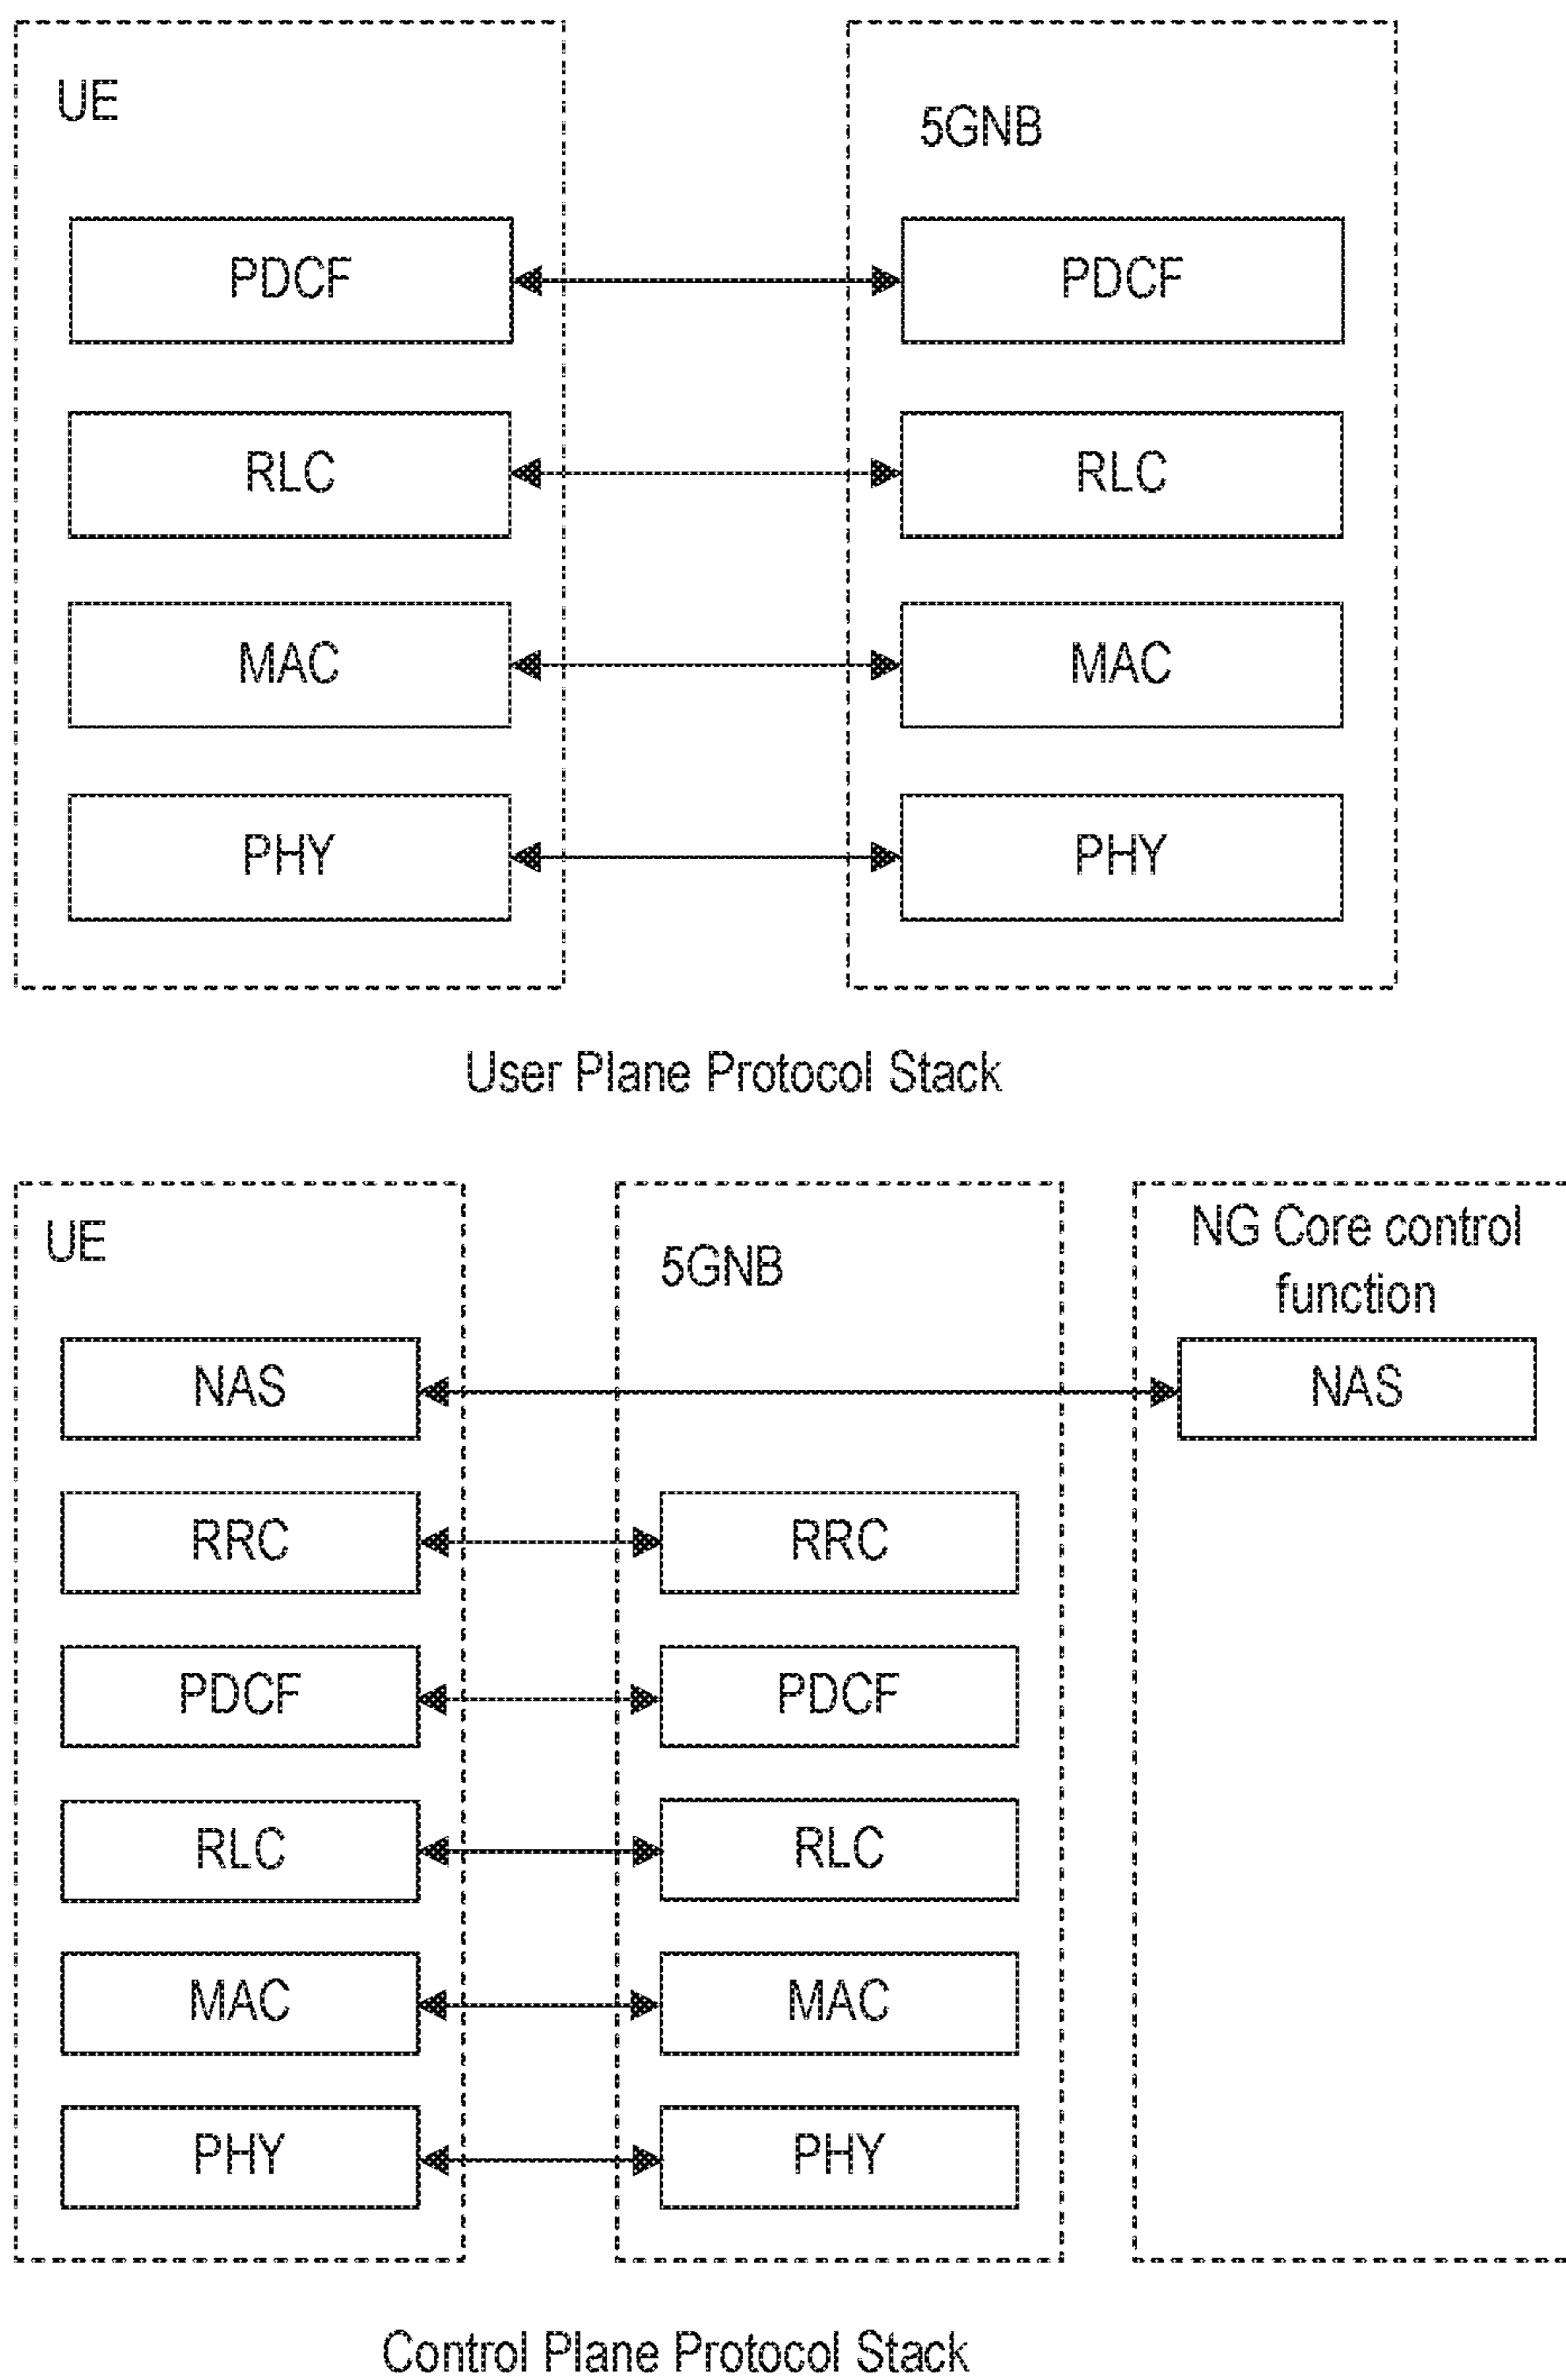 UE
5GNB
PDCF
PDCF
RLC
RLC
MAC
MAC
PHY
PHY
User Plane Protocol Stack
UE
5GNB
NG Core control
function
NAS
NAS
RRC
RRC
PDCF
PDCF
RLC
RLC
MAC
MAC
PHY
PHY
Control Plane Protocol Stack